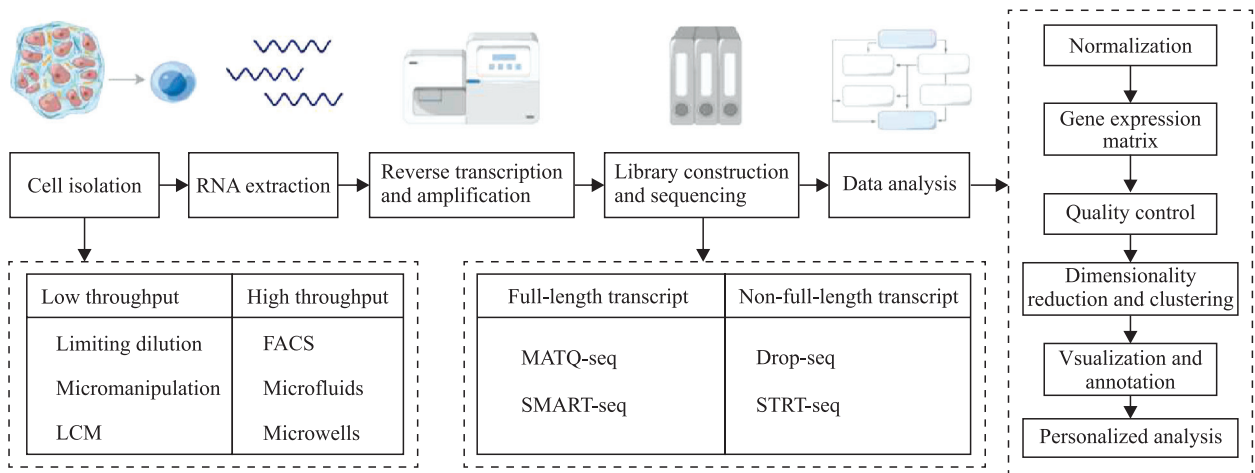 Cell isolation
RNA extraction
Reverse transcription
and amplification
Library construction
and sequencing
Data analysis
Low throughput
High throughput
Limiting dilution
FACS
Micromanipulation
Microfluids
LCM
Microwells
Full-length transcript
Non-full-length transcript
MATQ-seq
Drop-seq
SMART-seq
STRT-seq
Normalization
Gene expression
matrix
Quality control
Dimensionality
reduction and clustering
Vsualization and
annotation
Personalized analysis